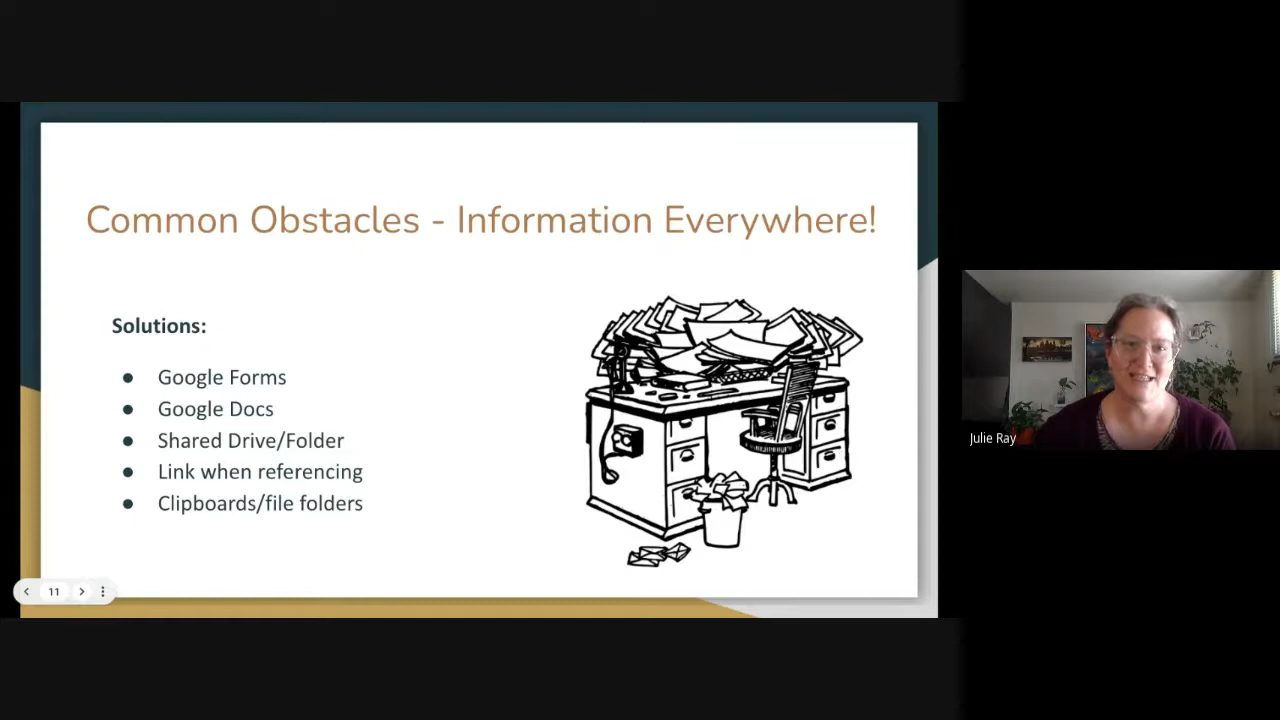 Common Obstacles - Information Everywhere!
Solutions:
● Google Forms
● Google Docs
● Shared Drive/Folder
● Link when referencing
● Clipboards/file folders
11
Julie Ray